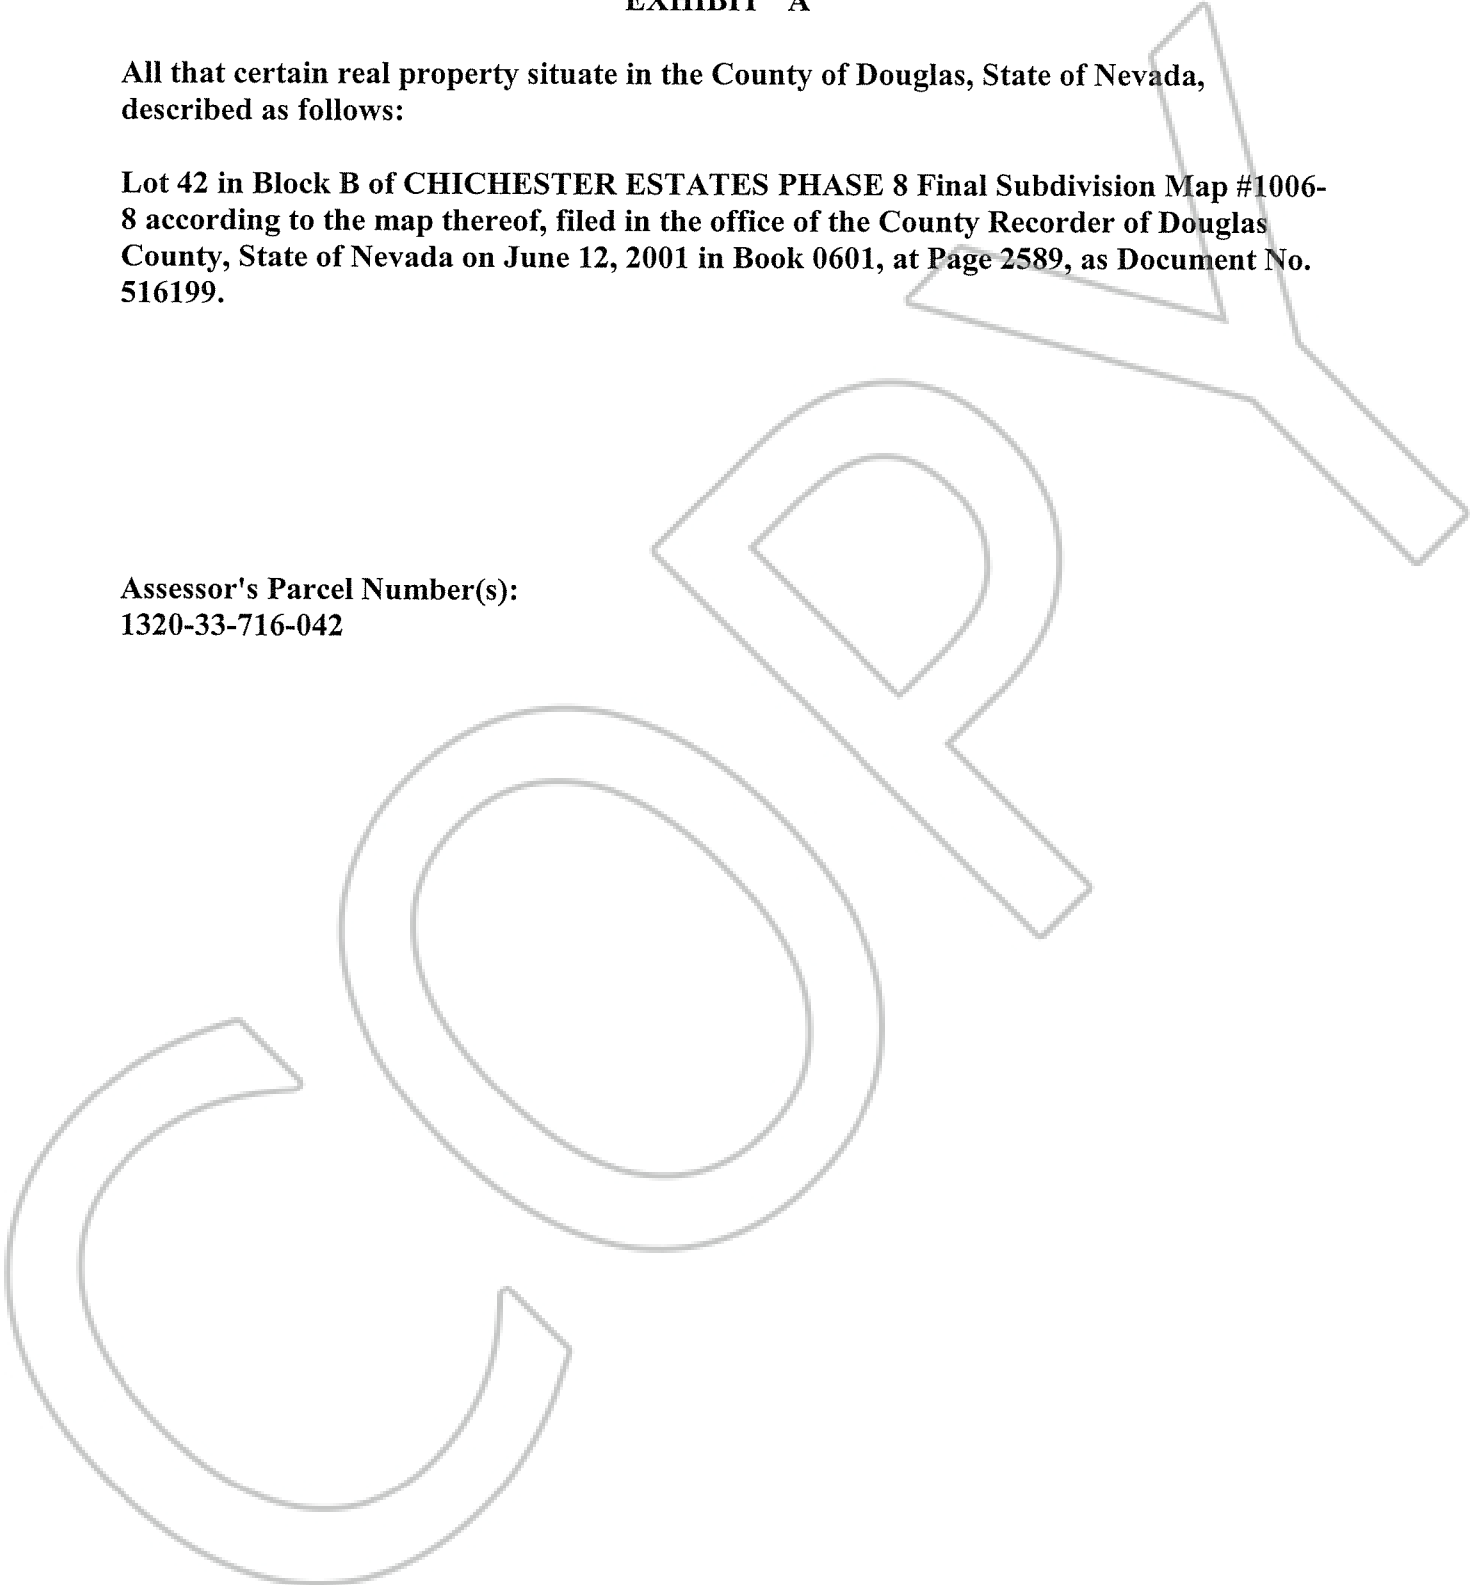 EXHIBIT "A"
All that certain real property situate in the County of Douglas, State of Nevada,
described as follows:
Lot 42 in Block B of CHICHESTER ESTATES PHASE 8 Final Subdivision Map #1006-
8 according to the map thereof, filed in the office of the County Recorder of Douglas
County, State of Nevada on June 12, 2001 in Book 0601, at Page 2589, as Document No.
516199.
Assessor's Parcel Number(s):
1320-33-716-042
COPY